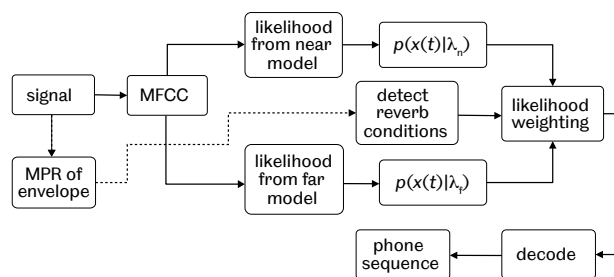 likelihood
from near
model
p(x(t)|λn)
signal
MFCC
detect
reverb
conditions
likelihood
weighting
MPR of
envelope
likelihood
from far
model
p(x(t)|λf)
phone
sequence
decode